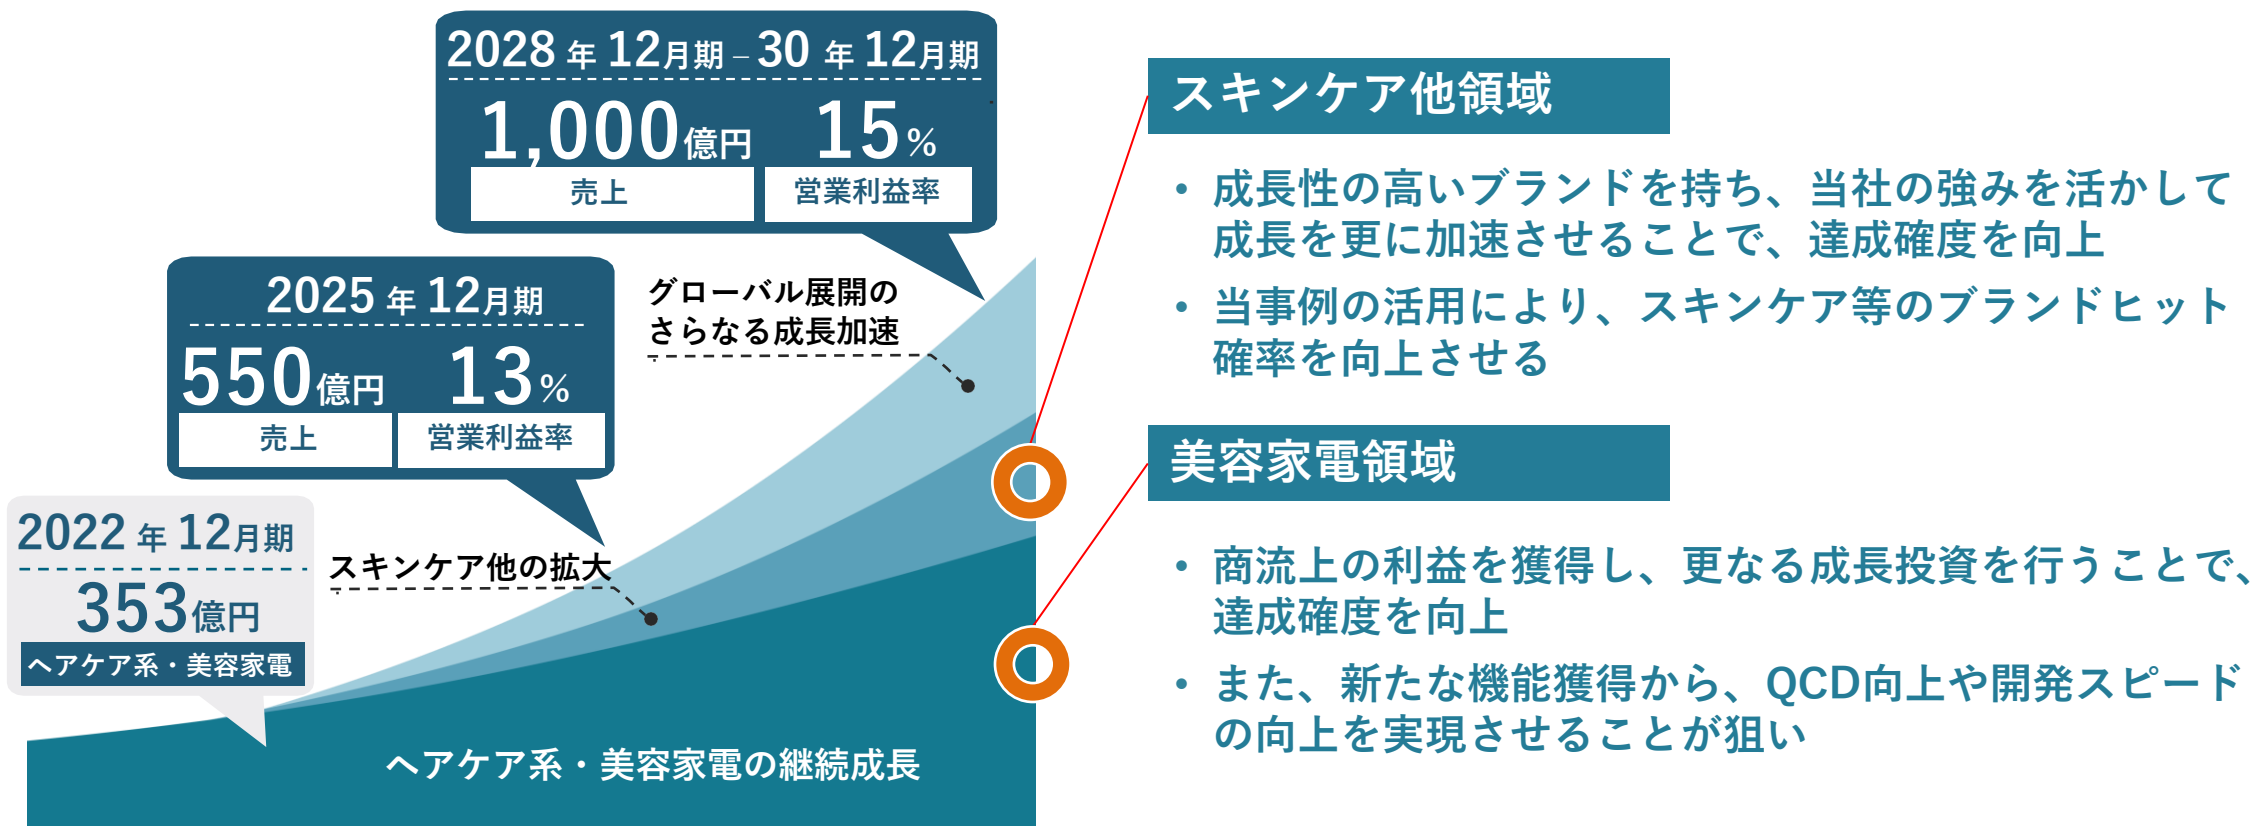 2028 年 12月期 – 30 年 12月期
1,000億円 15%
売上 営業利益率
2025 年 12月期
550億円 13%
売上 営業利益率
2022 年 12月期
353億円
ヘアケア系・美容家電
グローバル展開の
さらなる成長加速
スキンケア他の拡大
ヘアケア系・美容家電の継続成長
スキンケア他領域
• 成長性の高いブランドを持ち、当社の強みを活かして
成長を更に加速させることで、達成確度を向上
• 当事例の活用により、スキンケア等のブランドヒット
確率を向上させる
美容家電領域
• 商流上の利益を獲得し、更なる成長投資を行うことで、
達成確度を向上
• また、新たな機能獲得から、QCD向上や開発スピード
の向上を実現させることが狙い